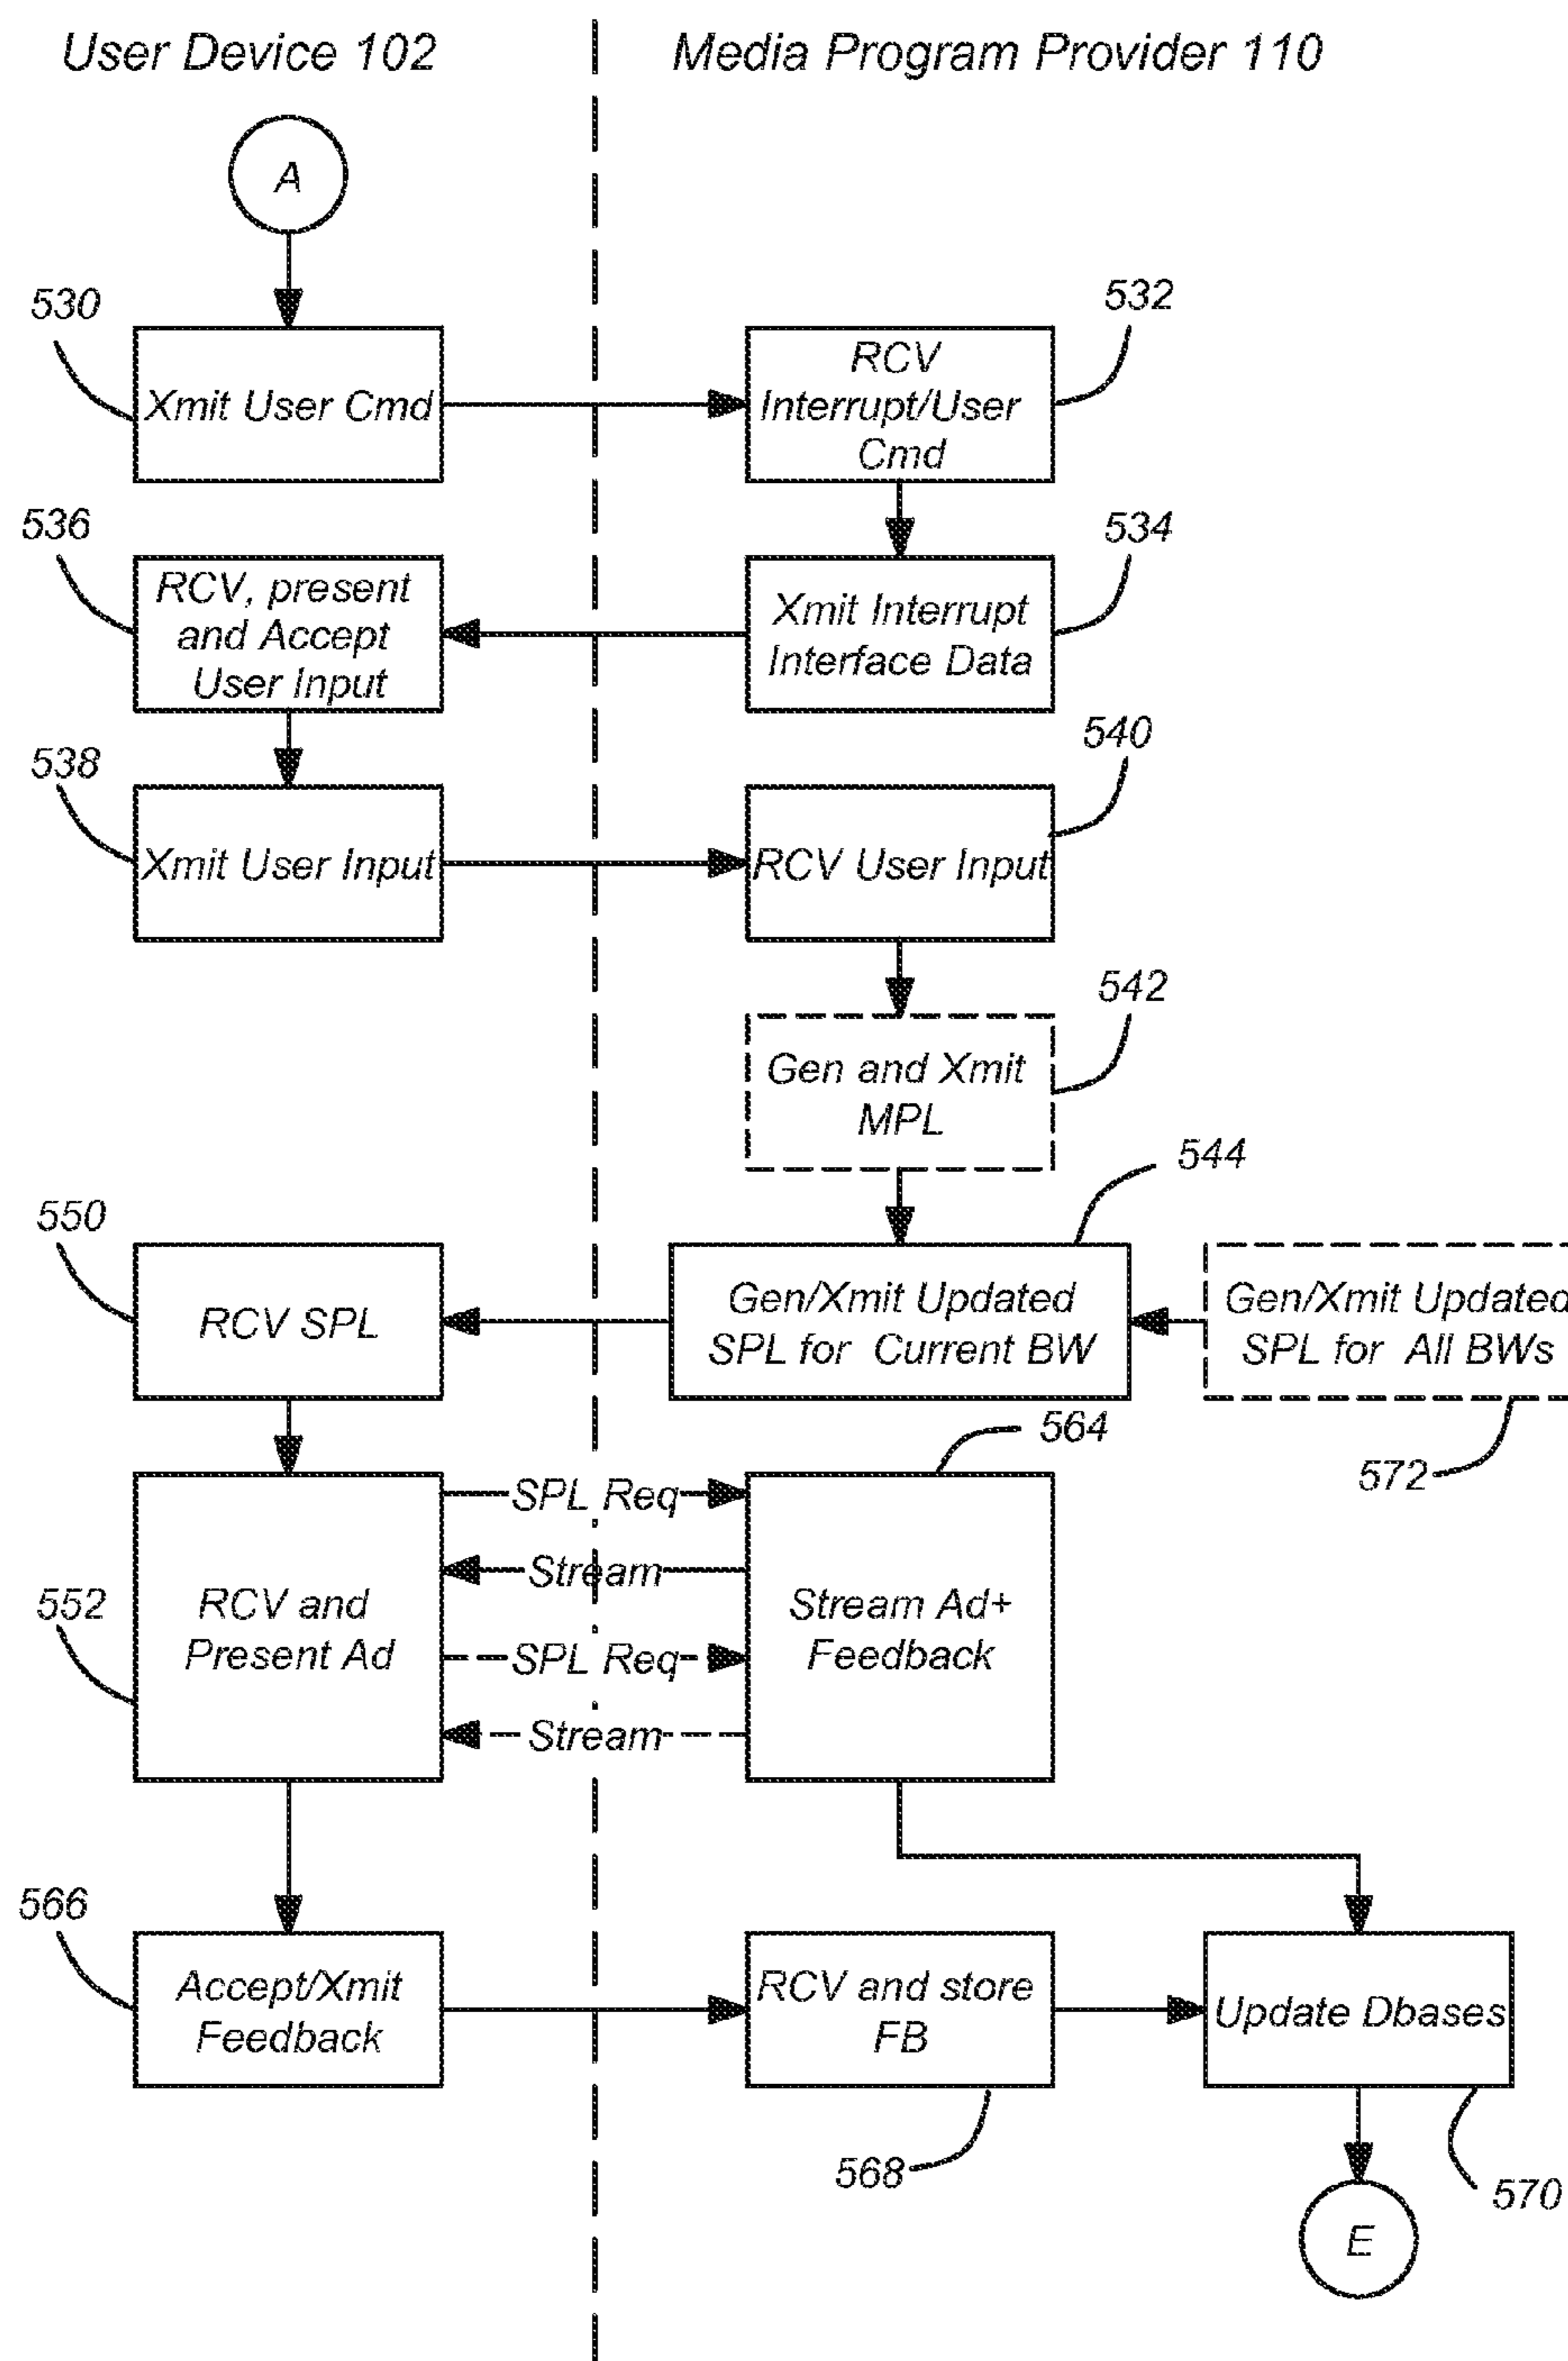 User Device 102
Media Program Provider 110
A
530
Xmit User Cmd
532
RCV
Interrupt/User
Cmd
536
RCV, present
and Accept
User Input
534
Xmit Interrupt
Interface Data
538
Xmit User Input
540
RCV User Input
542
Gen and Xmit
MPL
544
550
RCV SPL
Gen/Xmit Updated
SPL for Current BW
Gen/Xmit Updated
SPL for All BWs
572
564
552
RCV and
Present Ad
SPL Req
Stream
SPL Req
Stream
Stream Ad+
Feedback
566
Accept/Xmit
Feedback
RCV and store
FB
568
Update Dbases
570
E